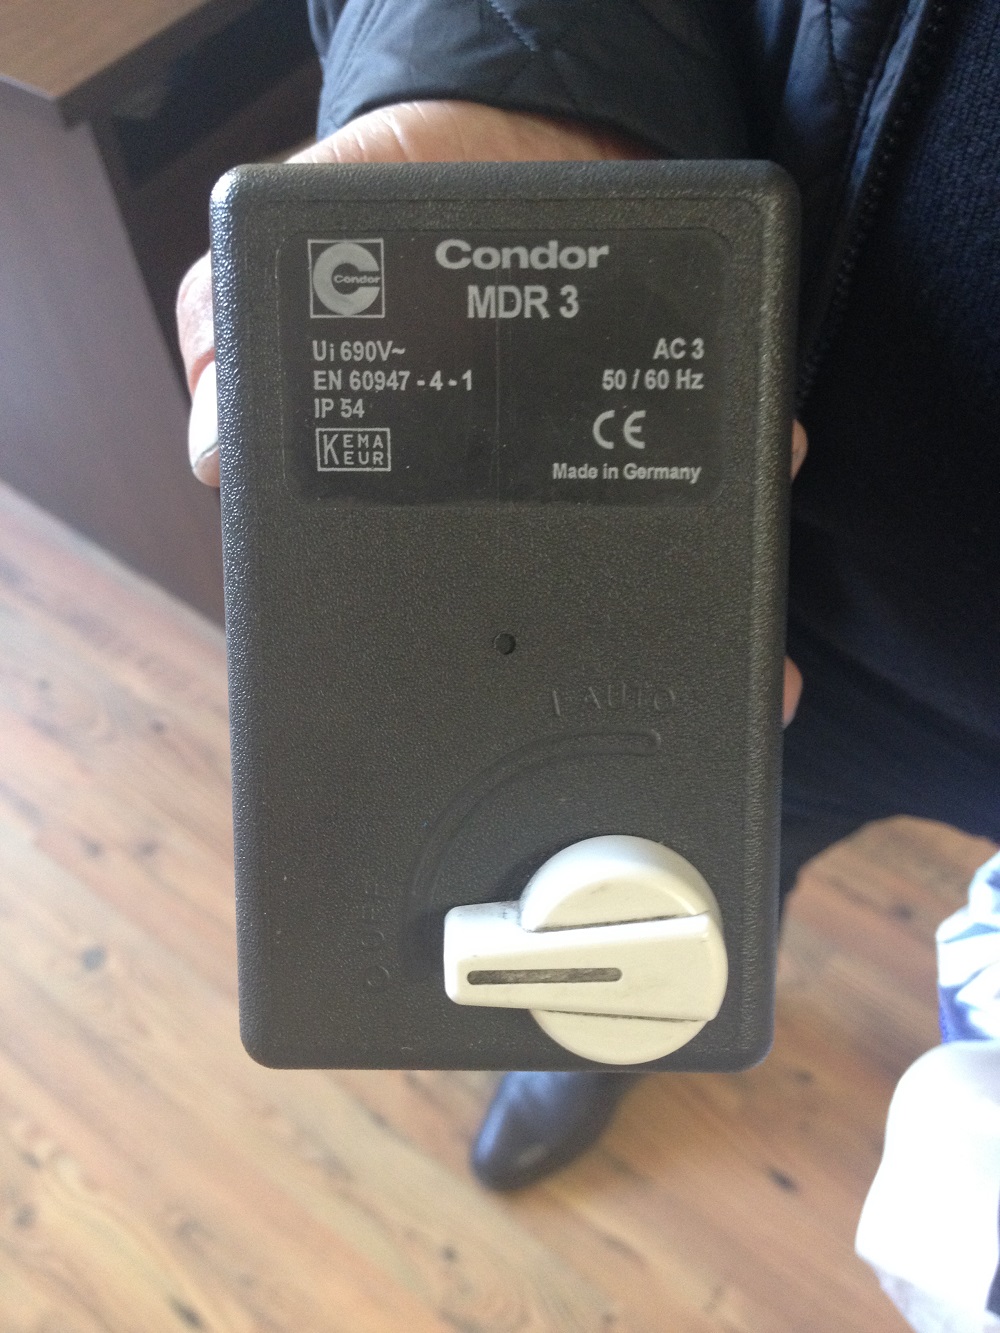 Condor
Condor
MDR 3
Ui 690V~
AC 3
EN 60947 - 4 - 1
50 / 60 Hz
IP 54
CE
KEMA
EUR
Made in Germany
I AUTO
O OFF